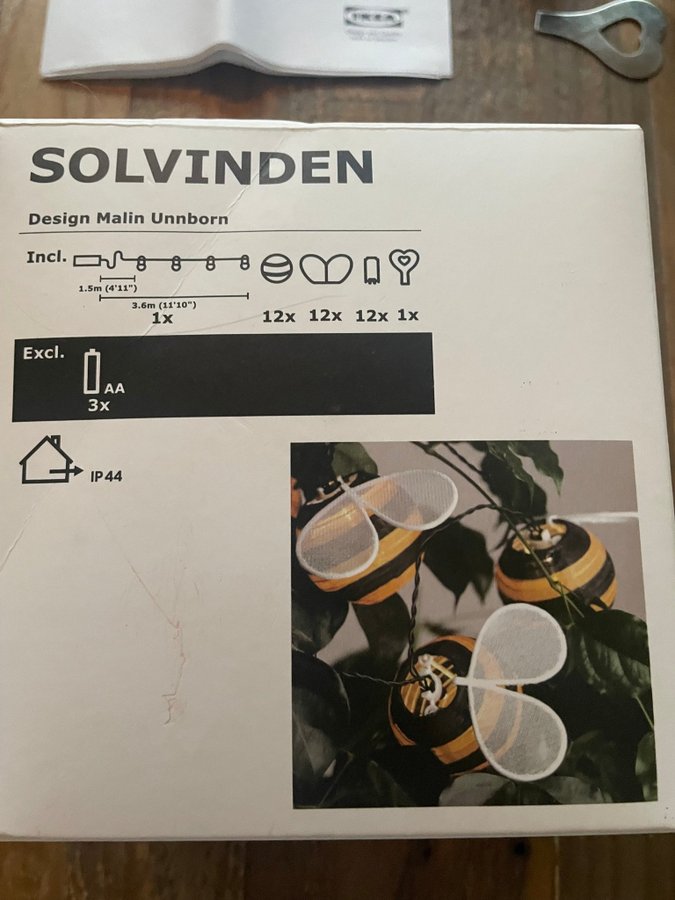 IKEA
SOLVINDEN
Design Malin Unnborn
Incl.
1.5m (4'11")
3.6m (11'10")
1x
12x 12x 12x 1x
Excl.
AA
3x
IP44